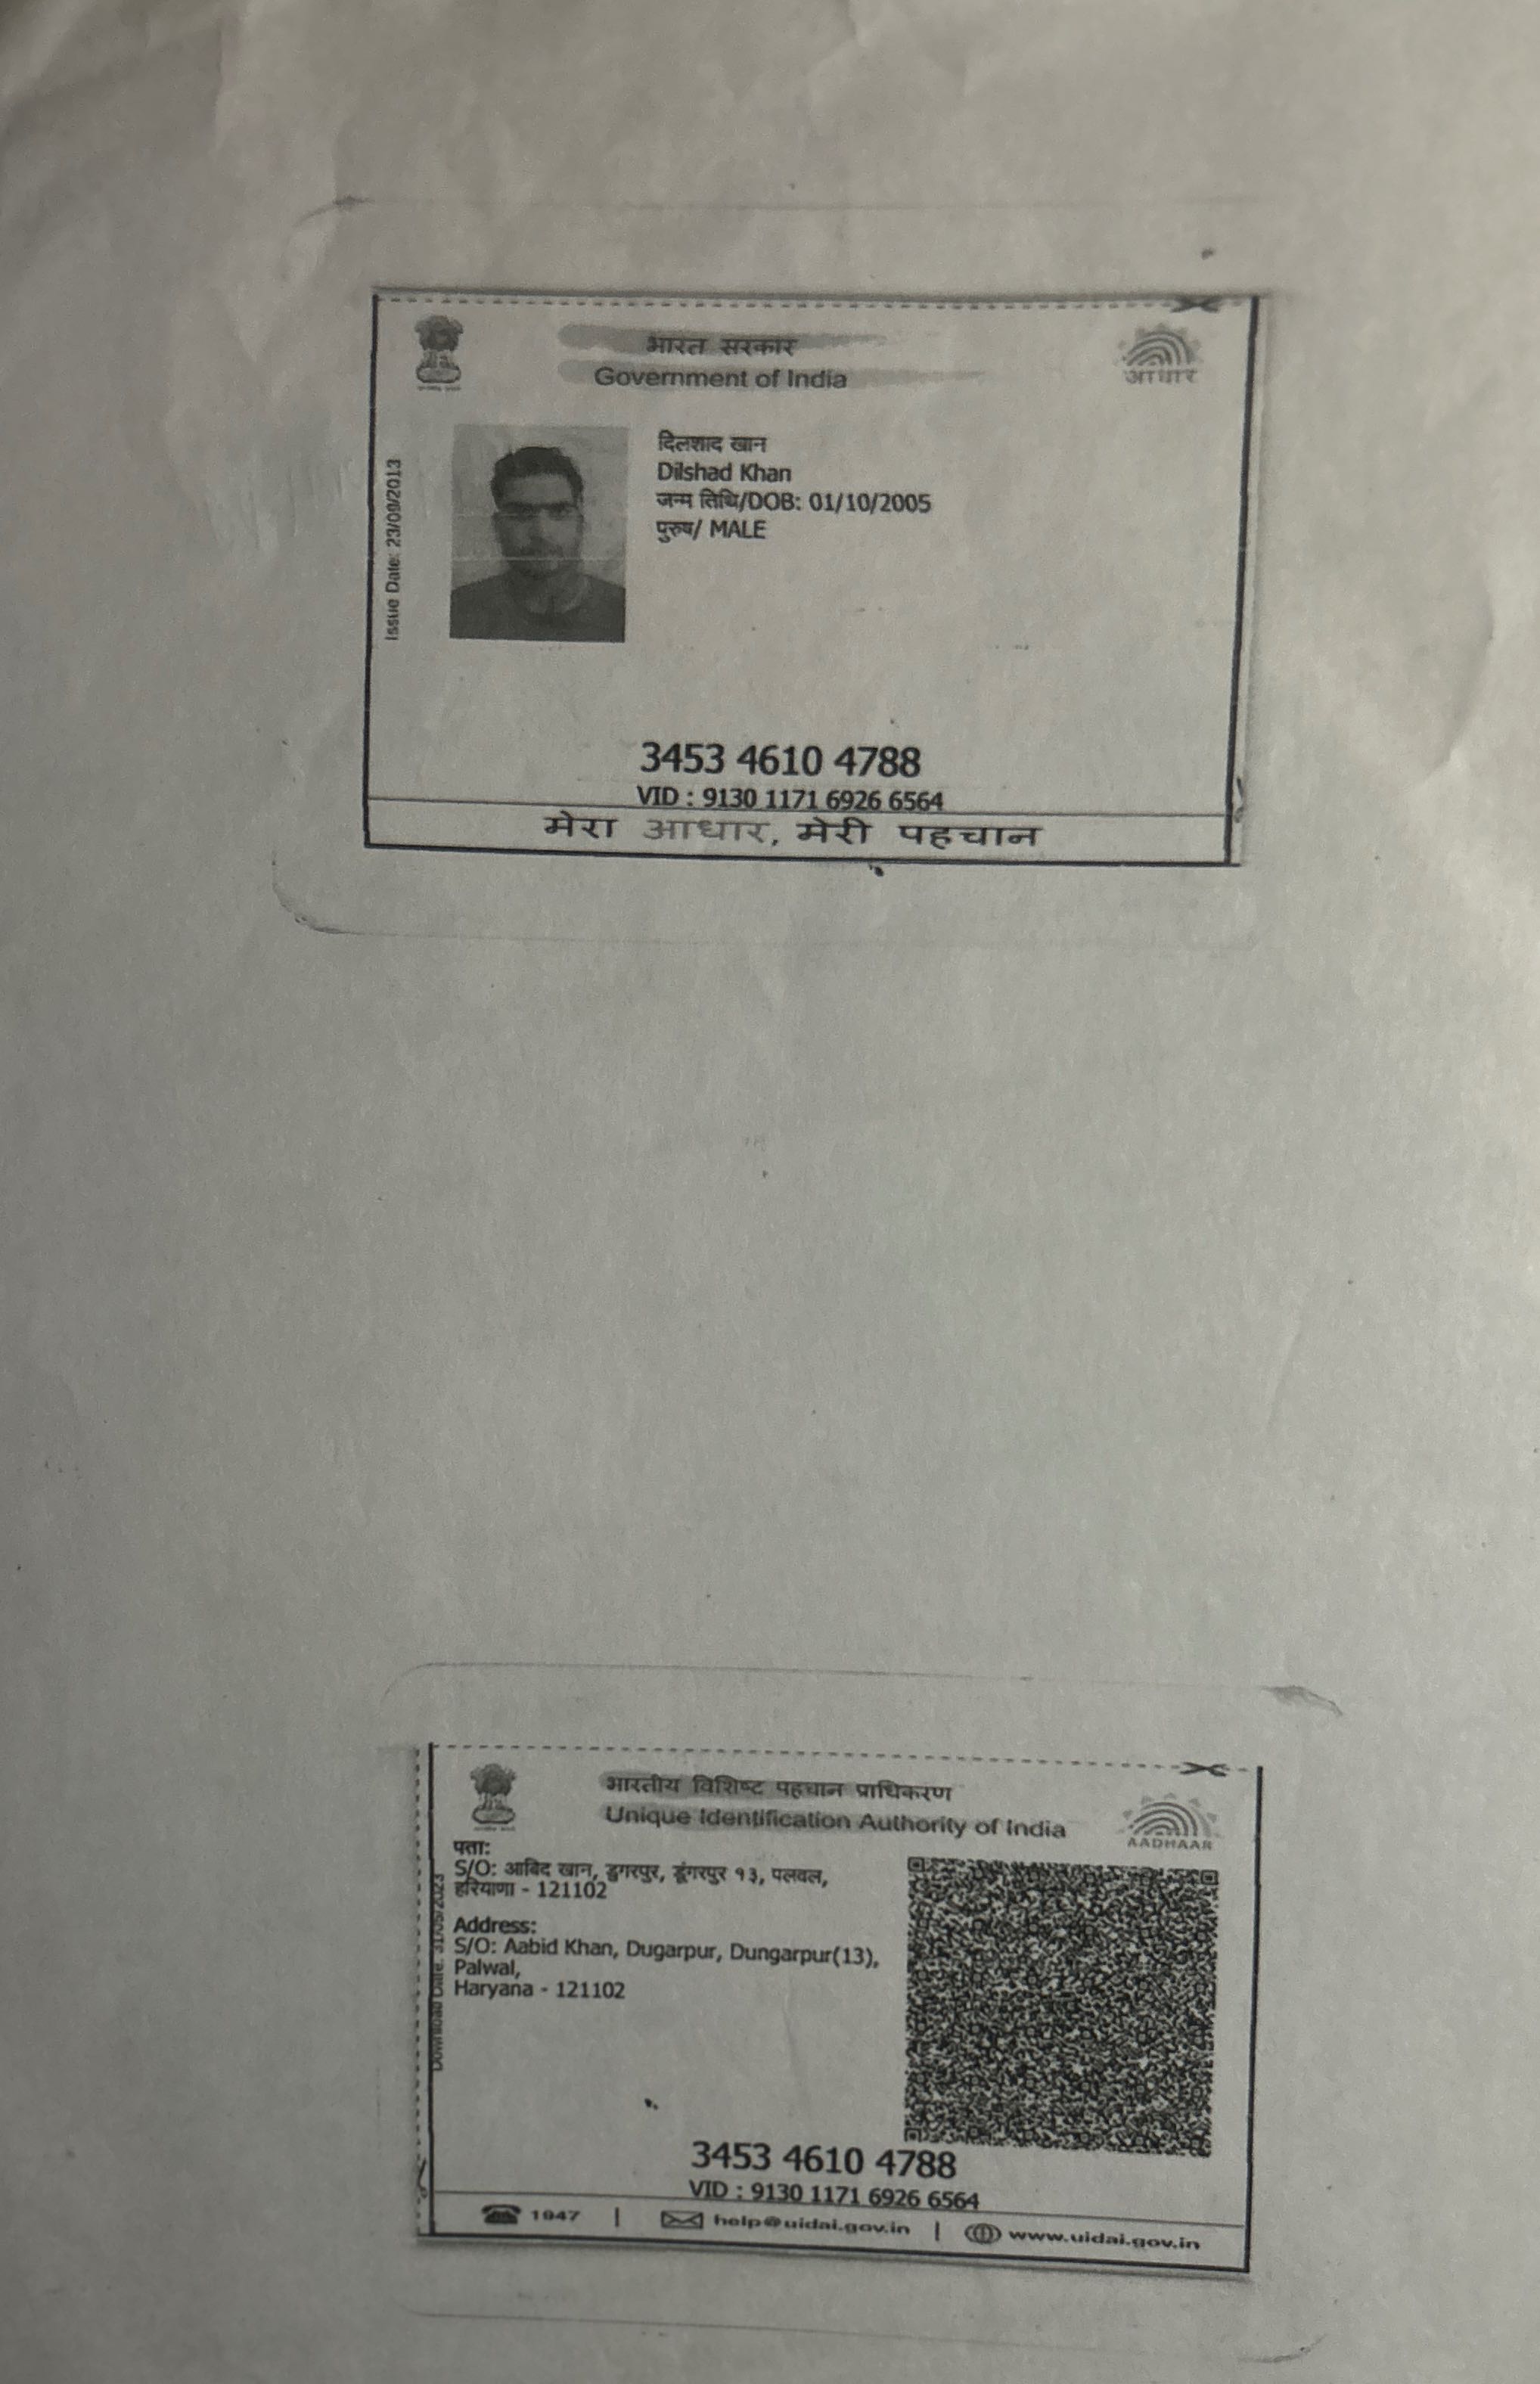 भारत सरकार
Government of India
आधार
Issue Date: 23/09/2013
दिलशाद खान
Dilshad Khan
जन्म तिथि/DOB: 01/10/2005
पुरुष/ MALE
3453 4610 4788
VID : 9130 1171 6926 6564
मेरा आधार, मेरी पहचान
भारतीय विशिष्ट पहचान प्राधिकरण
Unique Identification Authority of India
AADHAAR
Download Date: 31/05/2023
पता:
S/O: आबिद खान, डुगरपुर, डूंगरपुर १३, पलवल,
हरियाणा - 121102
Address:
S/O: Aabid Khan, Dugarpur, Dungarpur(13),
Palwal,
Haryana - 121102
3453 4610 4788
VID : 9130 1171 6926 6564
1947 | help@uidai.gov.in | www.uidai.gov.in